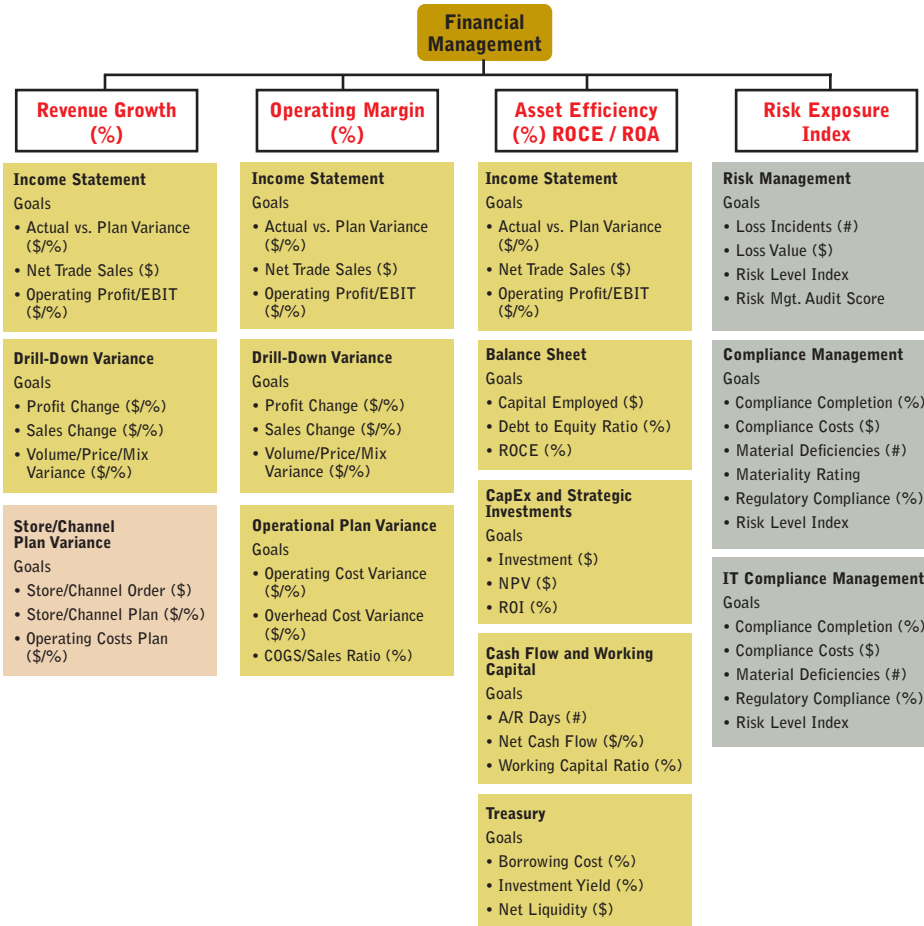 Financial
Management
Revenue Growth
(%)
Income Statement
Goals
• Actual vs. Plan Variance
($/%)
• Net Trade Sales ($)
• Operating Profit/EBIT
($/%)
Drill-Down Variance
Goals
• Profit Change ($/%)
• Sales Change ($/%)
• Volume/Price/Mix
Variance ($/%)
Store/Channel
Plan Variance
Goals
• Store/Channel Order ($)
• Store/Channel Plan ($/%)
• Operating Costs Plan
($/%)
Operating Margin
(%)
Income Statement
Goals
• Actual vs. Plan Variance
($/%)
• Net Trade Sales ($)
• Operating Profit/EBIT
($/%)
Drill-Down Variance
Goals
• Profit Change ($/%)
• Sales Change ($/%)
• Volume/Price/Mix
Variance ($/%)
Operational Plan Variance
Goals
• Operating Cost Variance
($/%)
• Overhead Cost Variance
($/%)
• COGS/Sales Ratio (%)
Asset Efficiency
(%) ROCE / ROA
Income Statement
Goals
• Actual vs. Plan Variance
($/%)
• Net Trade Sales ($)
• Operating Profit/EBIT
($/%)
Balance Sheet
Goals
• Capital Employed ($)
• Debt to Equity Ratio (%)
• ROCE (%)
CapEx and Strategic
Investments
Goals
• Investment ($)
• NPV ($)
• ROI (%)
Cash Flow and Working
Capital
Goals
• A/R Days (#)
• Net Cash Flow ($/%)
• Working Capital Ratio (%)
Treasury
Goals
• Borrowing Cost (%)
• Investment Yield (%)
• Net Liquidity ($)
Risk Exposure
Index
Risk Management
Goals
• Loss Incidents (#)
• Loss Value ($)
• Risk Level Index
• Risk Mgt. Audit Score
Compliance Management
Goals
• Compliance Completion (%)
• Compliance Costs ($)
• Material Deficiencies (#)
• Materiality Rating
• Regulatory Compliance (%)
• Risk Level Index
IT Compliance Management
Goals
• Compliance Completion (%)
• Compliance Costs ($)
• Material Deficiencies (#)
• Regulatory Compliance (%)
• Risk Level Index